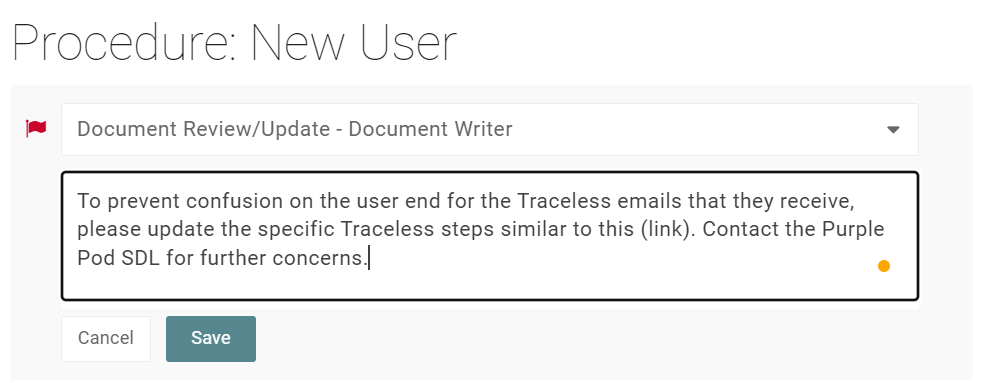 Procedure: New User
Document Review/Update - Document Writer
To prevent confusion on the user end for the Traceless emails that they receive,
please update the specific Traceless steps similar to this (link). Contact the Purple
Pod SDL for further concerns.
Cancel
Save